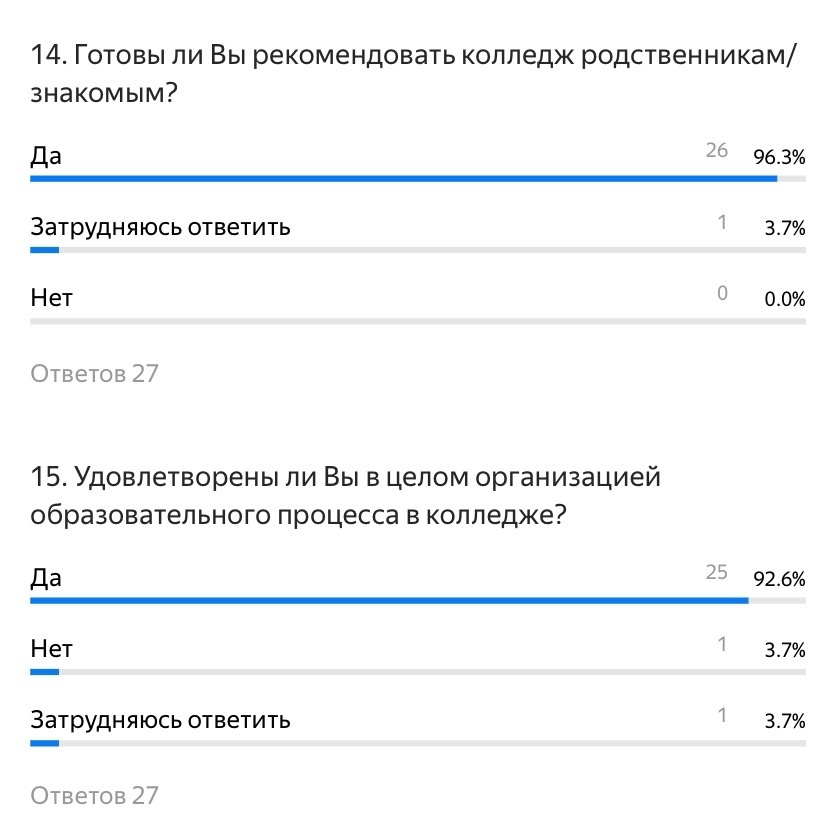 14. Готовы ли Вы рекомендовать колледж родственникам/
знакомым?
Да 26 96.3%
Затрудняюсь ответить 1 3.7%
Нет 0 0.0%
Ответов 27
15. Удовлетворены ли Вы в целом организацией
образовательного процесса в колледже?
Да 25 92.6%
Нет 1 3.7%
Затрудняюсь ответить 1 3.7%
Ответов 27